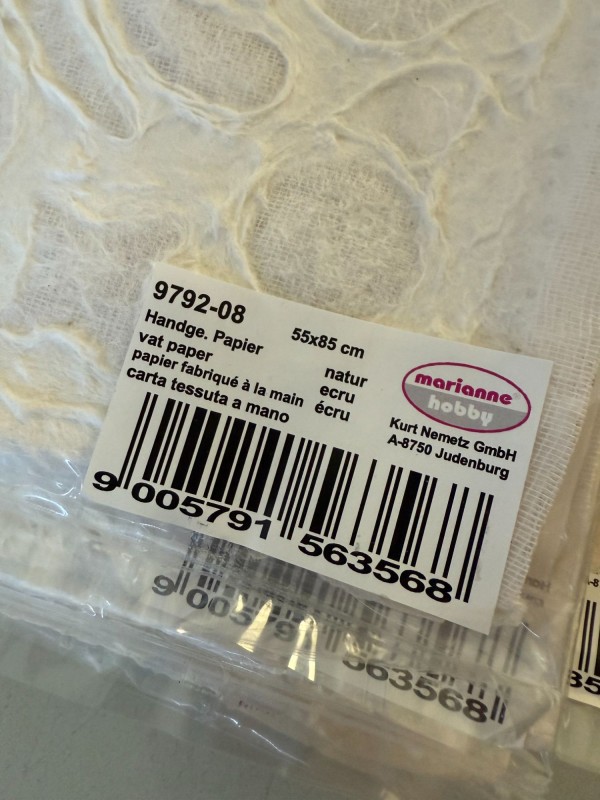 9792-08
55x85 cm
Handge. Papier
natur
vat paper
ecru
papier fabriqué à la main
écru
carta tessuta a mano
marianne
hobby
Kurt Nemetz GmbH
A-8750 Judenburg
9 005791 563568
563568